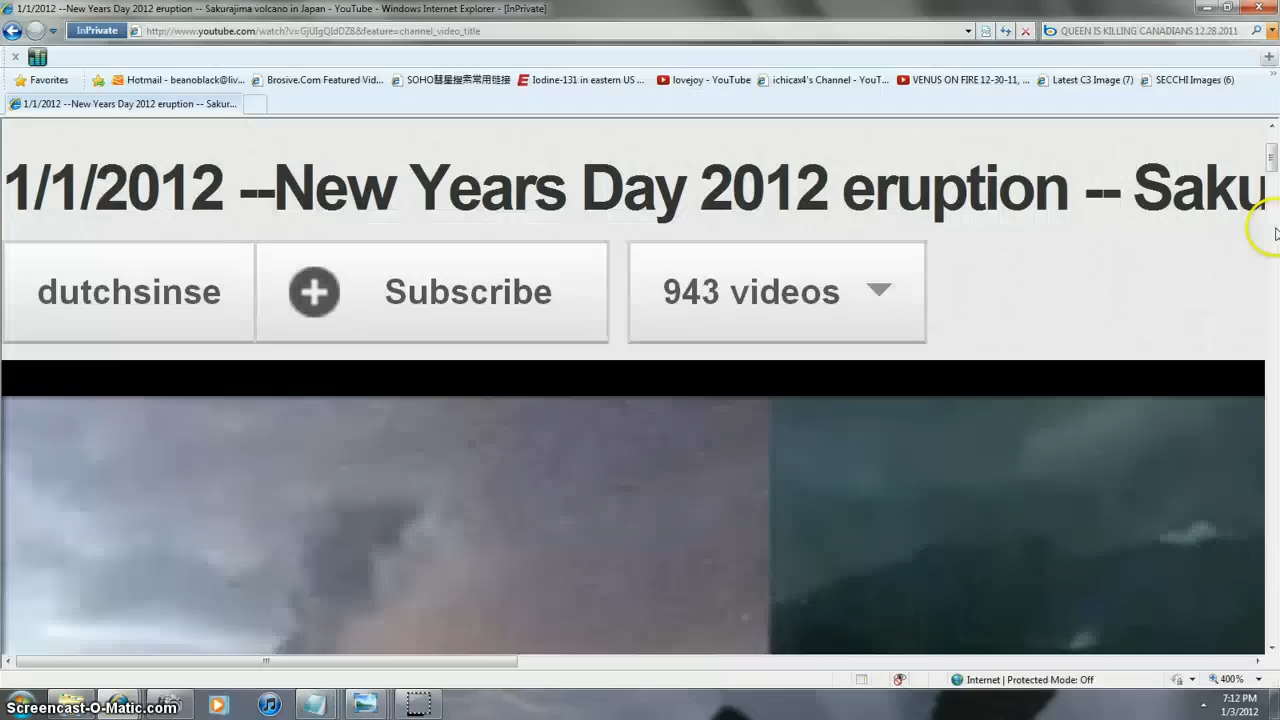 1/1/2012 --New Years Day 2012 eruption -- Sakurajima volcano in Japan - YouTube - Windows Internet Explorer - [InPrivate]
InPrivate http://www.youtube.com/watch?v=GjUIgQIdDZ8&feature=channel_video_title QUEEN IS KILLING CANADIANS 12.28.2011
Favorites Hotmail - beanoblack@liv... Brosive.Com Featured Vid... SOHO彗星搜索常用链接 Iodine-131 in eastern US ... lovejoy - YouTube ichicax4's Channel - YouT... VENUS ON FIRE 12-30-11, ... Latest C3 Image (7) SECCHI Images (6)
1/1/2012 --New Years Day 2012 eruption -- Sakur...
1/1/2012 --New Years Day 2012 eruption -- Saku
dutchsinse Subscribe 943 videos
Internet | Protected Mode: Off 400%
7:12 PM
Screencast-O-Matic.com
1/3/2012